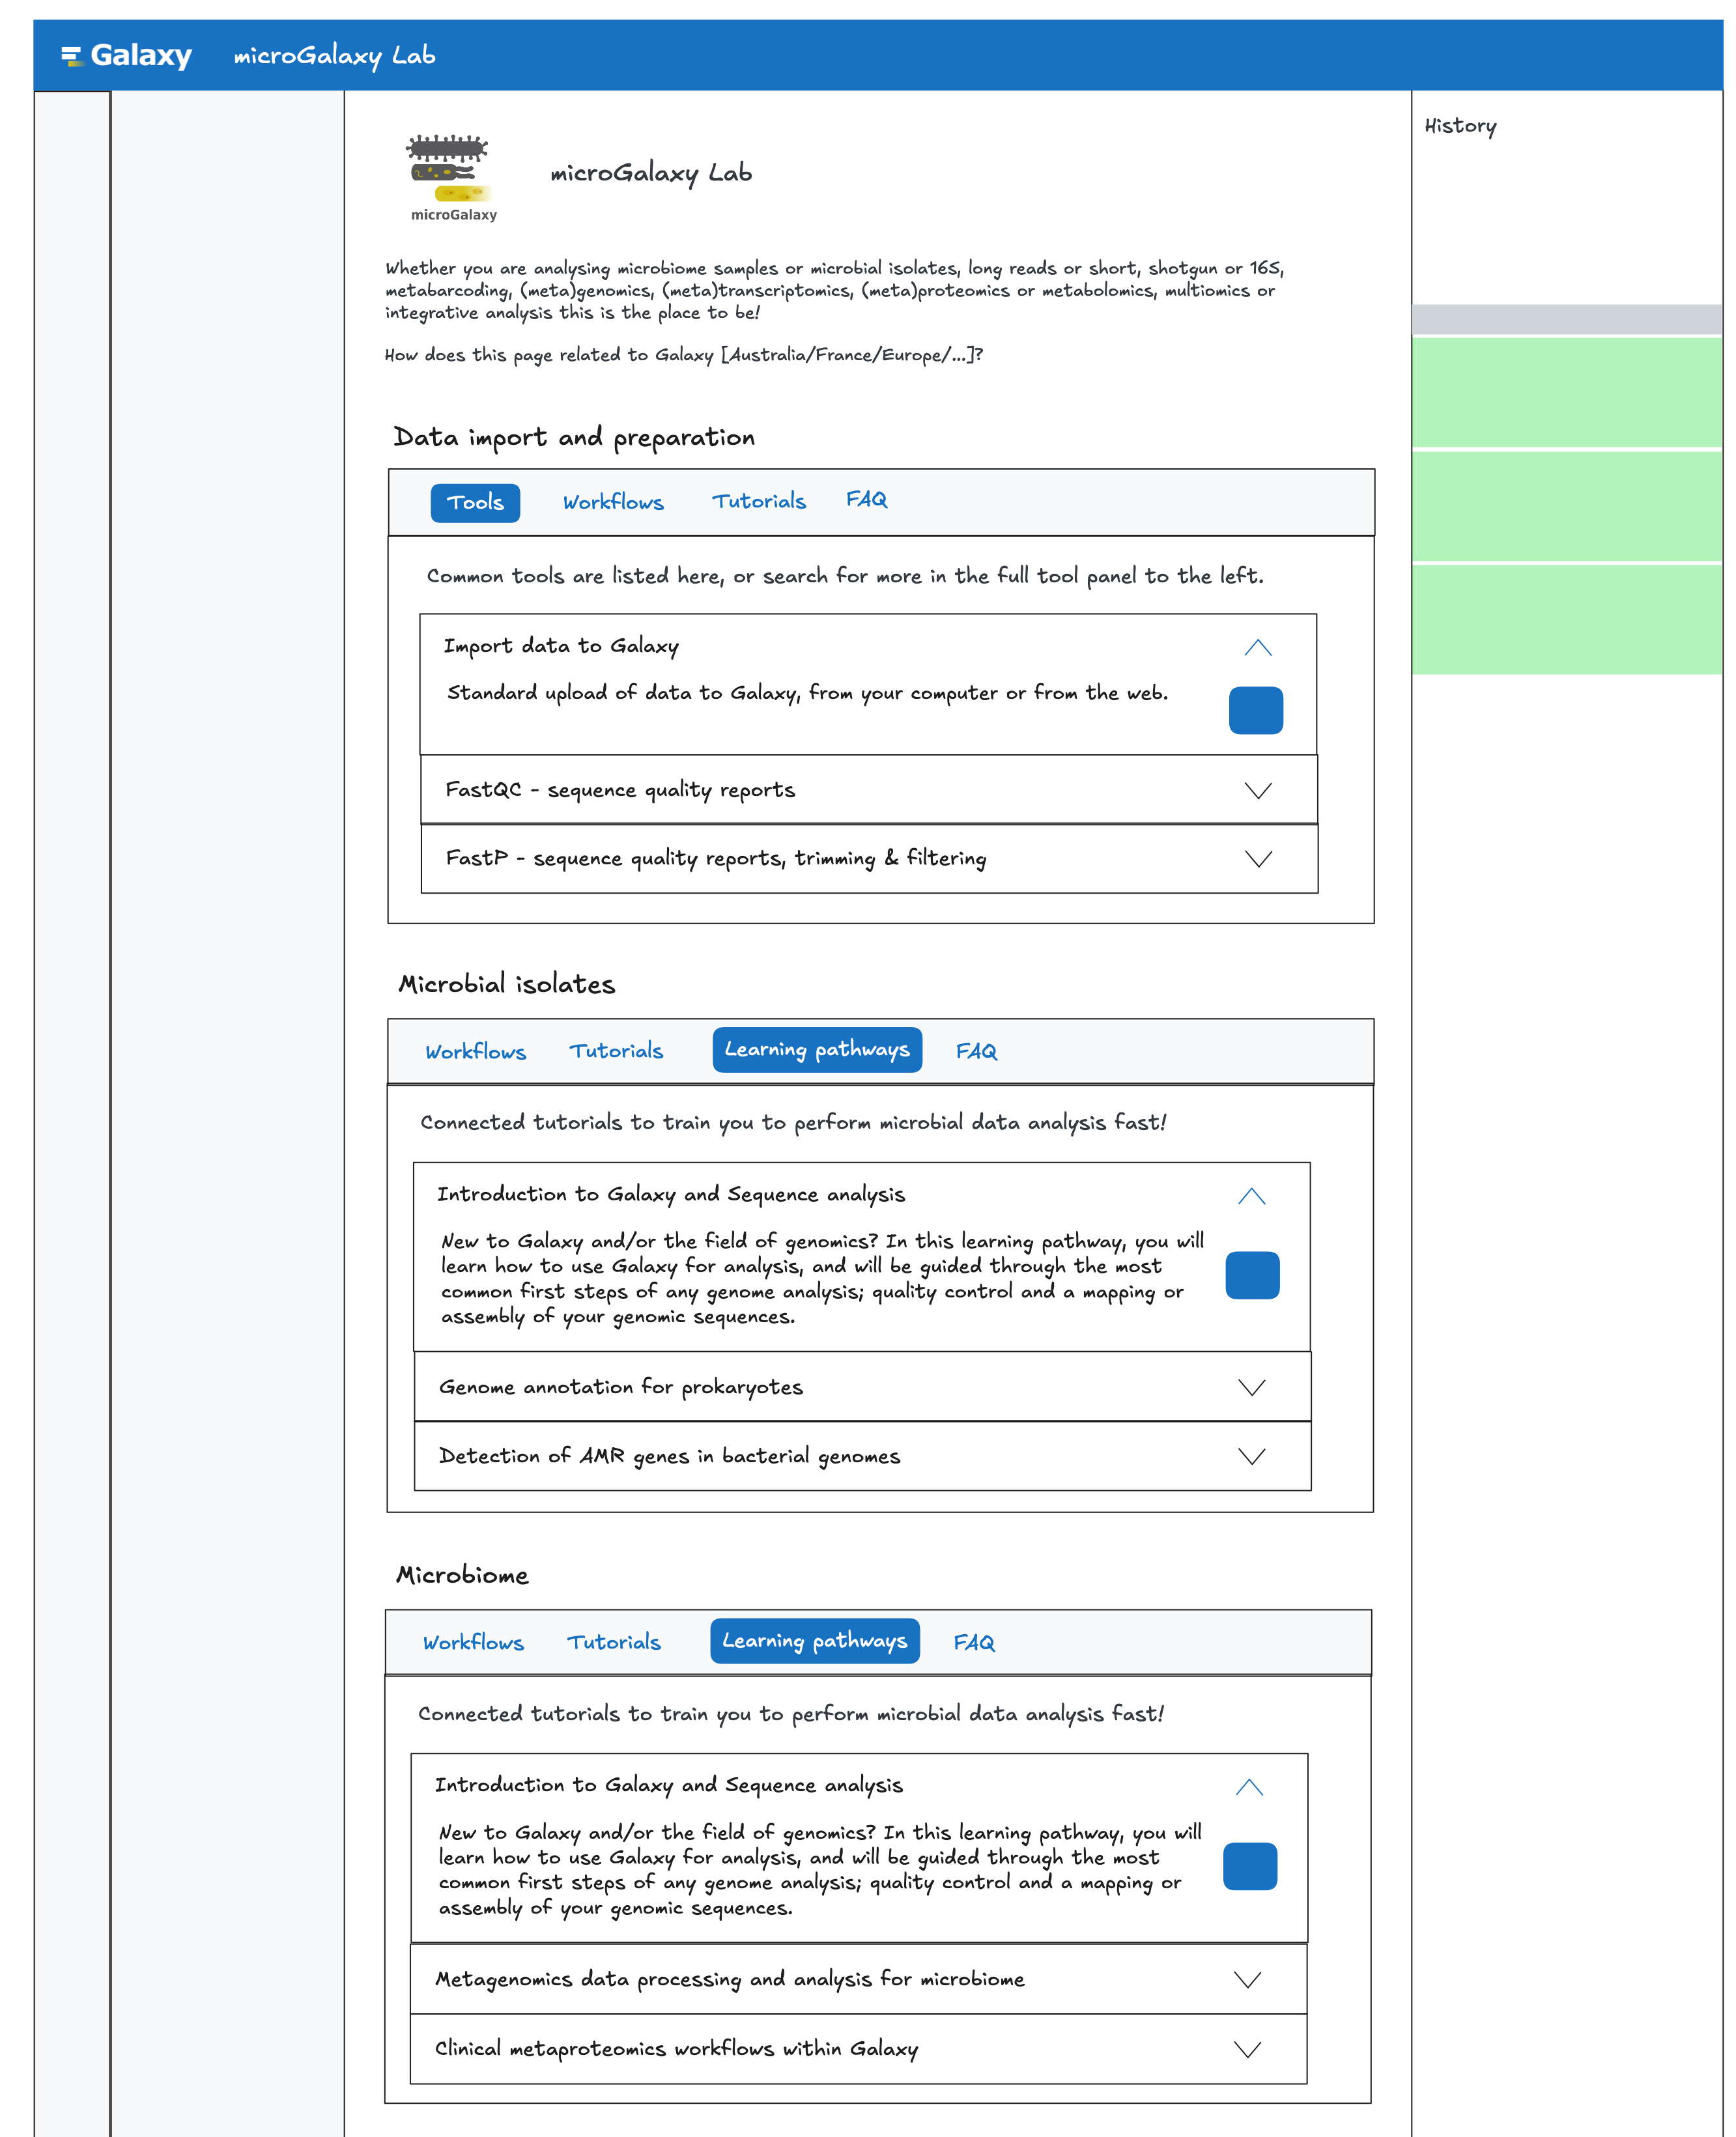 Galaxy microGalaxy Lab
History
microGalaxy
microGalaxy Lab
Whether you are analysing microbiome samples or microbial isolates, long reads or short, shotgun or 16S,
metabarcoding, (meta)genomics, (meta)transcriptomics, (meta)proteomics or metabolomics, multiomics or
integrative analysis this is the place to be!
How does this page related to Galaxy [Australia/France/Europe/...]?
Data import and preparation
Tools Workflows Tutorials FAQ
Common tools are listed here, or search for more in the full tool panel to the left.
Import data to Galaxy
Standard upload of data to Galaxy, from your computer or from the web.
FastQC - sequence quality reports
FastP - sequence quality reports, trimming & filtering
Microbial isolates
Workflows Tutorials Learning pathways FAQ
Connected tutorials to train you to perform microbial data analysis fast!
Introduction to Galaxy and Sequence analysis
New to Galaxy and/or the field of genomics? In this learning pathway, you will
learn how to use Galaxy for analysis, and will be guided through the most
common first steps of any genome analysis; quality control and a mapping or
assembly of your genomic sequences.
Genome annotation for prokaryotes
Detection of AMR genes in bacterial genomes
Microbiome
Workflows Tutorials Learning pathways FAQ
Connected tutorials to train you to perform microbial data analysis fast!
Introduction to Galaxy and Sequence analysis
New to Galaxy and/or the field of genomics? In this learning pathway, you will
learn how to use Galaxy for analysis, and will be guided through the most
common first steps of any genome analysis; quality control and a mapping or
assembly of your genomic sequences.
Metagenomics data processing and analysis for microbiome
Clinical metaproteomics workflows within Galaxy